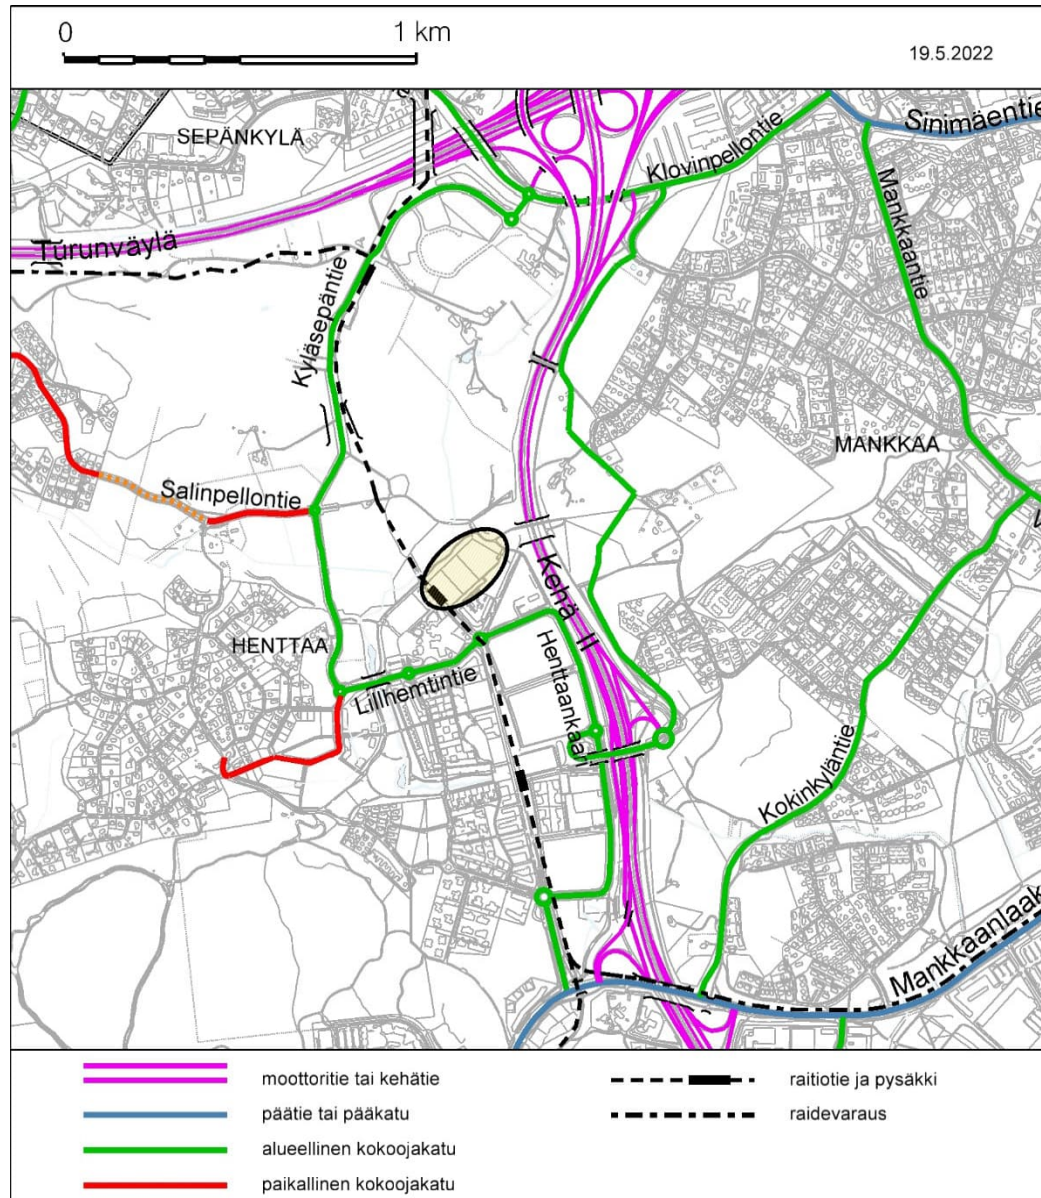 0
1 km
19.5.2022
SEPÄNKYLÄ
Sinimäentie
Klovinpellontie
Mankkaantie
Turunväylä
Kyläsepäntie
MANKKAA
Salinpellontie
Kehä II
HENTTAA
Lillhemtintie
Henttaankaari
Kokinkyläntie
Mankkaanlaak
moottoritie tai kehätie
päätie tai pääkatu
alueellinen kokoojakatu
paikallinen kokoojakatu
raitiotie ja pysäkki
raidevaraus